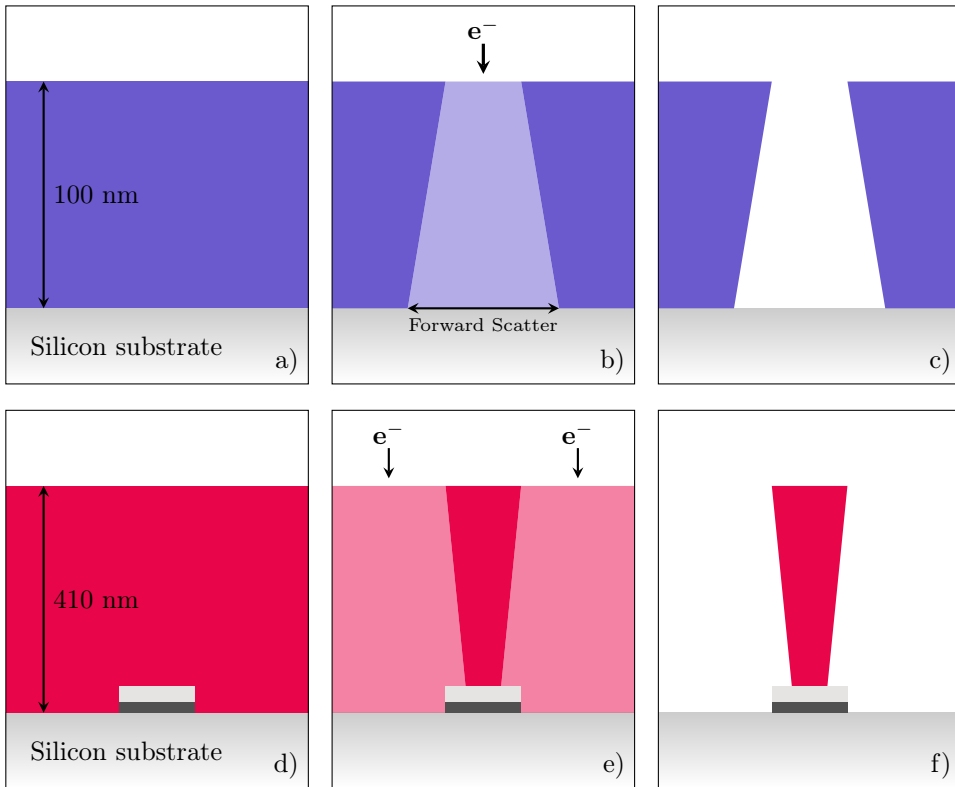 e⁻
100 nm
Forward Scatter
Silicon substrate
a)
b)
c)
e⁻
e⁻
410 nm
Silicon substrate
d)
e)
f)